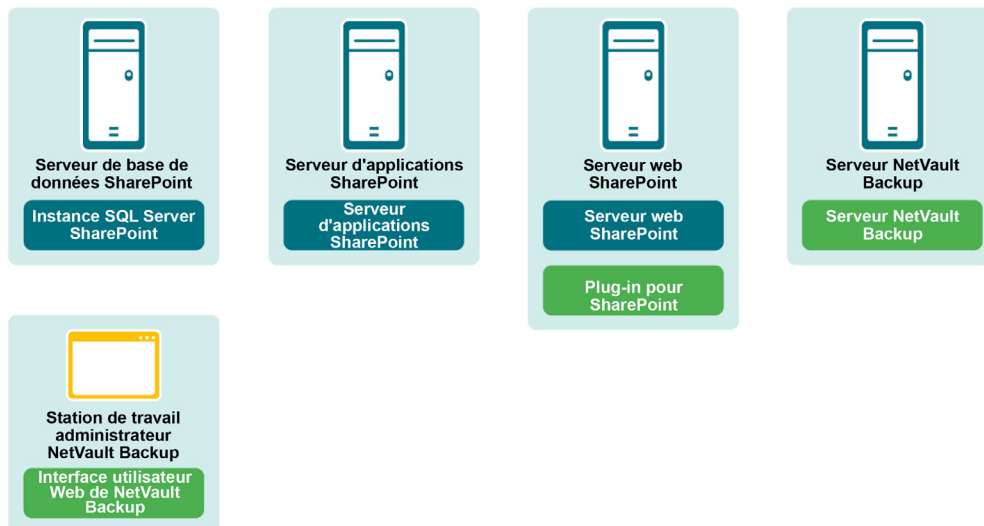 Serveur de base de
données SharePoint
Instance SQL Server
SharePoint
Serveur d'applications
SharePoint
Serveur
d'applications
SharePoint
Serveur web
SharePoint
Serveur web
SharePoint
Plug-in pour
SharePoint
Serveur NetVault
Backup
Serveur NetVault
Backup
Station de travail
administrateur
NetVault Backup
Interface utilisateur
Web de NetVault
Backup